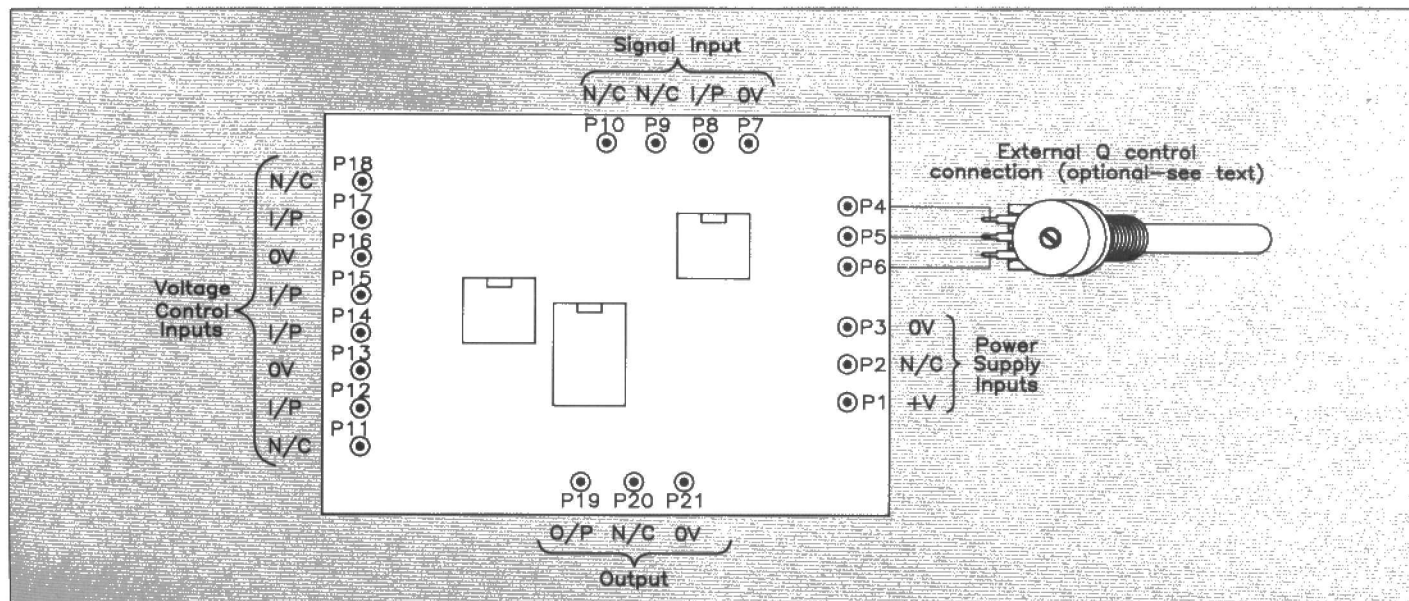 Signal Input
N/C N/C I/P 0V
P10 P9 P8 P7
P18
N/C
P17
I/P
P16
0V
P15
I/P
P14
I/P
P13
0V
P12
I/P
P11
N/C
Voltage
Control
Inputs
External Q control
connection (optional—see text)
P4
P5
P6
P3 0V
P2 N/C
P1 +V
Power
Supply
Inputs
P19 P20 P21
O/P N/C 0V
Output